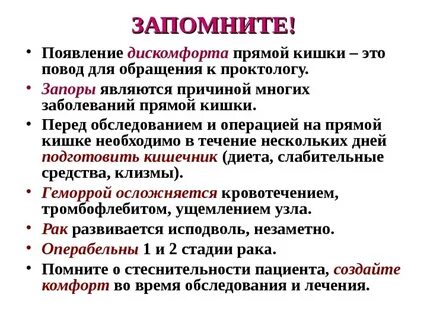 ЗАПОМНИТЕ!
• Появление дискомфорта прямой кишки – это
повод для обращения к проктологу.
• Запоры являются причиной многих
заболеваний прямой кишки.
• Перед обследованием и операцией на прямой
кишке необходимо в течение нескольких дней
подготовить кишечник (диета, слабительные
средства, клизмы).
• Геморрой осложняется кровотечением,
тромбофлебитом, ущемлением узла.
• Рак развивается исподволь, незаметно.
• Операбельны 1 и 2 стадии рака.
• Помните о стеснительности пациента, создайте
комфорт во время обследования и лечения.